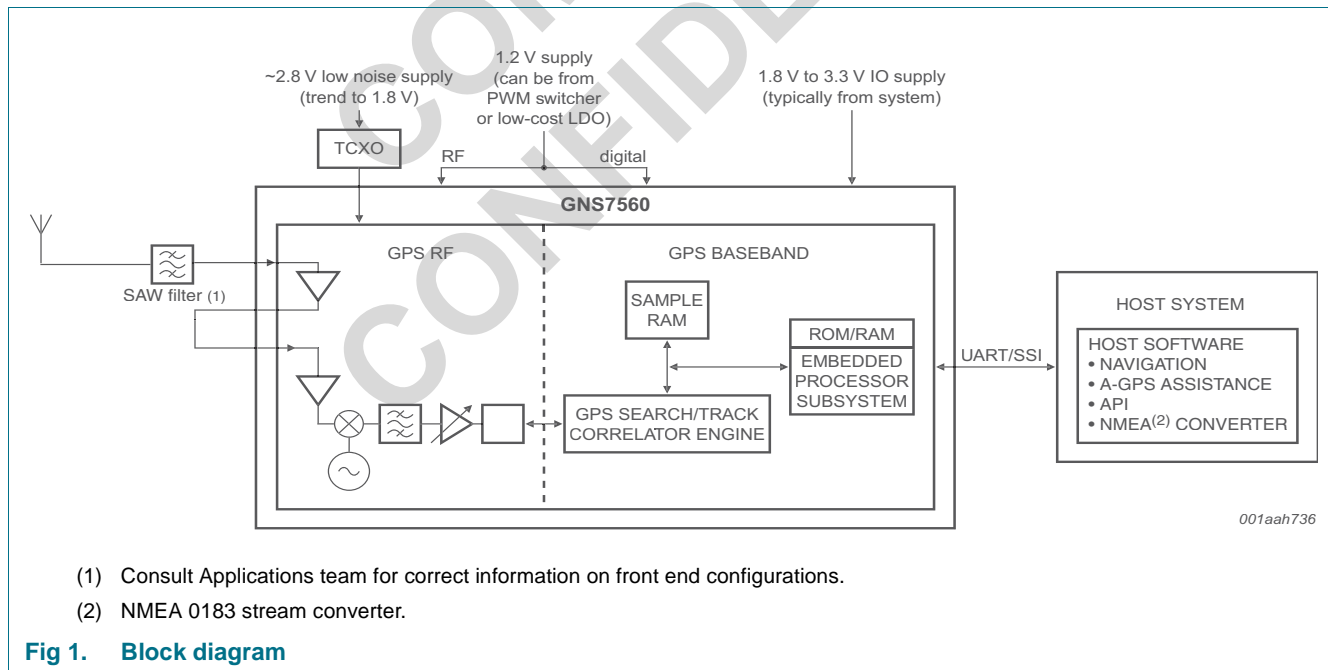 COMPANY
CONFIDENTIAL
~2.8 V low noise supply
(trend to 1.8 V)
1.2 V supply
(can be from
PWM switcher
or low-cost LDO)
1.8 V to 3.3 V IO supply
(typically from system)
TCXO
RF
digital
GNS7560
GPS RF
GPS BASEBAND
SAW filter (1)
SAMPLE
RAM
ROM/RAM
EMBEDDED
PROCESSOR
SUBSYSTEM
GPS SEARCH/TRACK
CORRELATOR ENGINE
UART/SSI
HOST SYSTEM
HOST SOFTWARE
• NAVIGATION
• A-GPS ASSISTANCE
• API
• NMEA(2) CONVERTER
001aah736
(1) Consult Applications team for correct information on front end configurations.
(2) NMEA 0183 stream converter.
Fig 1. Block diagram